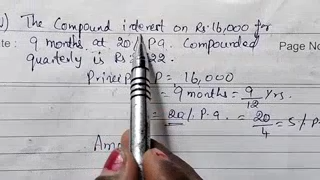 The Compound interest on Rs. 16,000 for
9 months at 20% P.a. Compounded
Page No
quarterly is Rs. 22.
P = 16,000
= 9 months = 9/12 yrs.
= 20% P.a. = 20/4 = 5%
Am